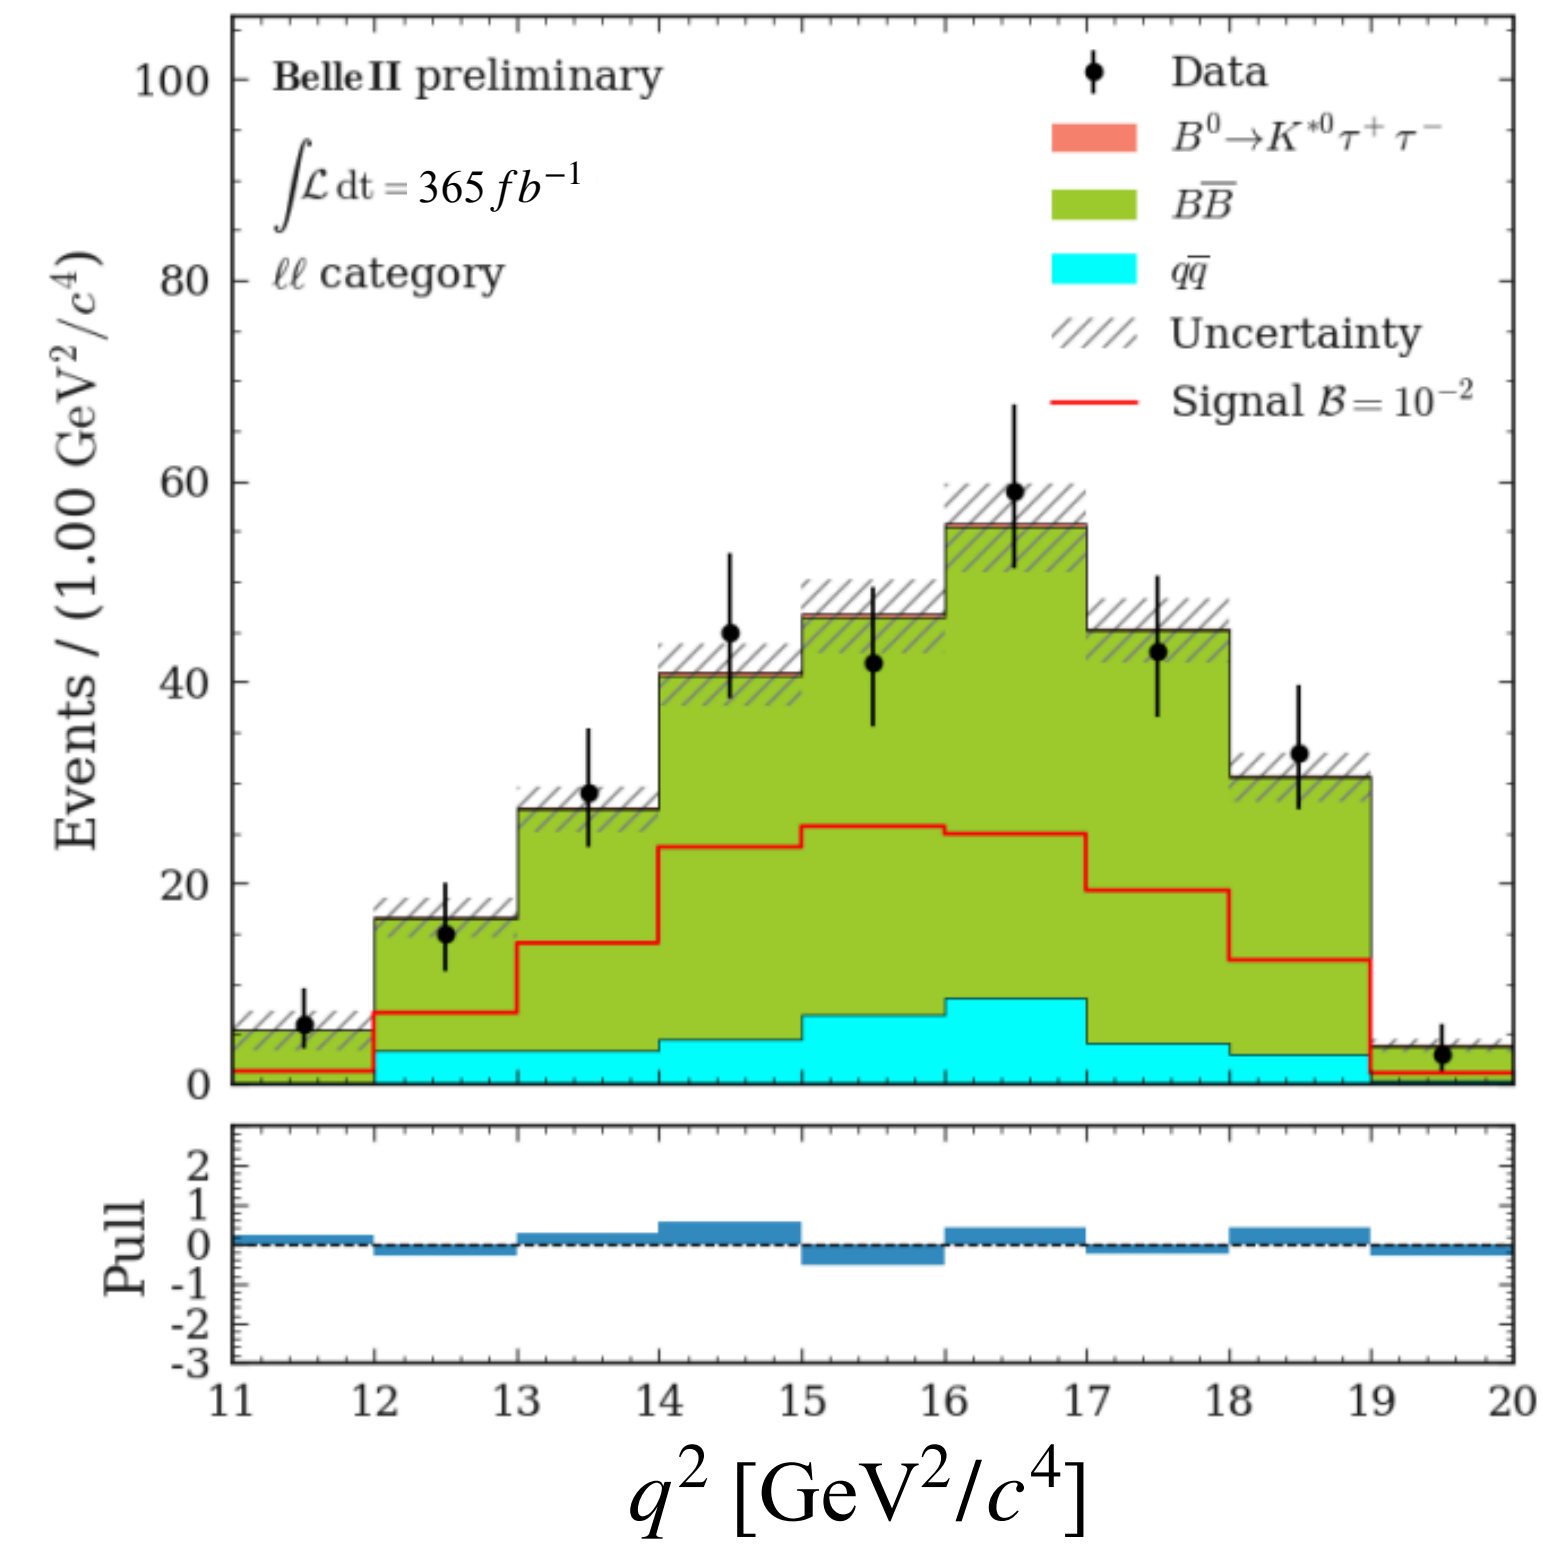 Belle II preliminary
∫ℒ dt = 365 fb⁻¹
ℓℓ category
Data
B⁰→K*⁰τ⁺τ⁻
BB̅
qq̅
Uncertainty
Signal ℬ = 10⁻²
Events / (1.00 GeV²/c⁴)
100
80
60
40
20
0
Pull
2
1
0
-1
-2
-3
11 12 13 14 15 16 17 18 19 20
q² [GeV²/c⁴]